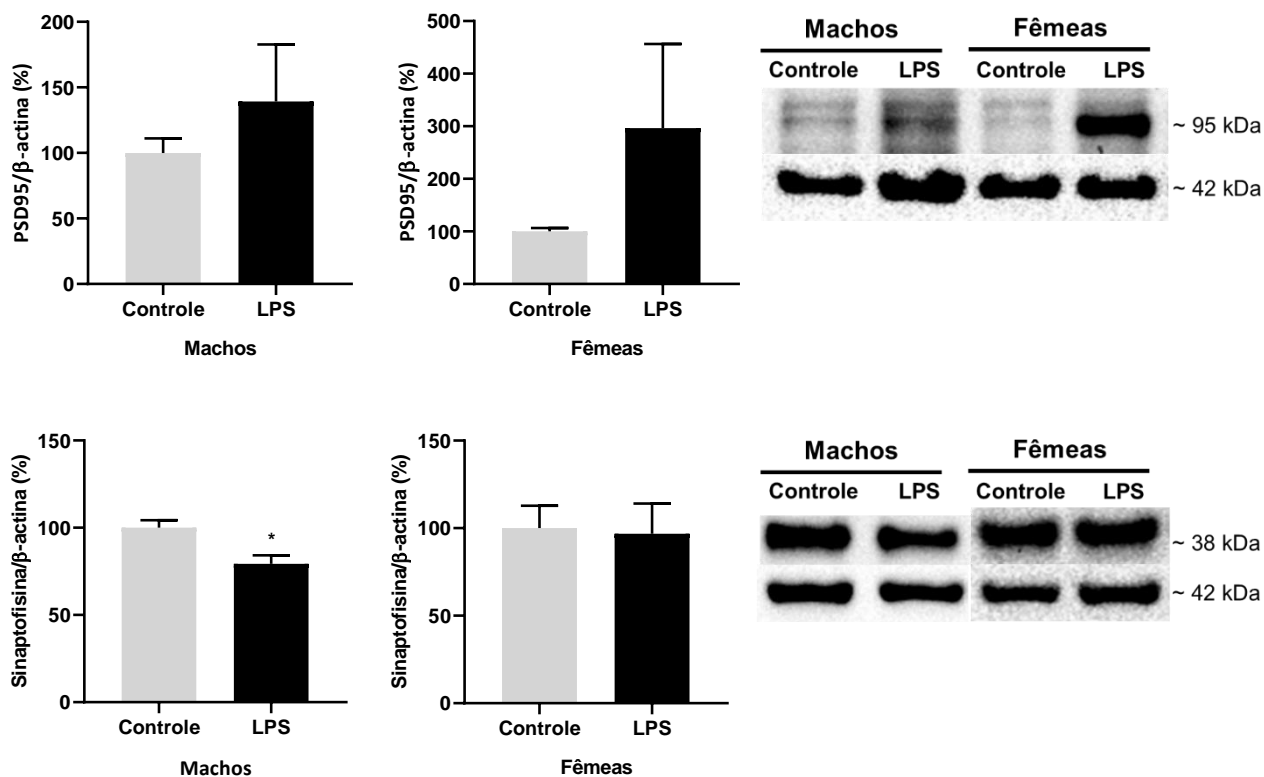 PSD95/β-actina (%)
200
150
100
50
0
Controle LPS
Machos
PSD95/β-actina (%)
500
400
300
200
100
0
Controle LPS
Fêmeas
Machos Fêmeas
Controle LPS Controle LPS
~ 95 kDa
~ 42 kDa
Sinaptofisina/β-actina (%)
150
100
50
0
*
Controle LPS
Machos
Sinaptofisina/β-actina (%)
150
100
50
0
Controle LPS
Fêmeas
Machos Fêmeas
Controle LPS Controle LPS
~ 38 kDa
~ 42 kDa